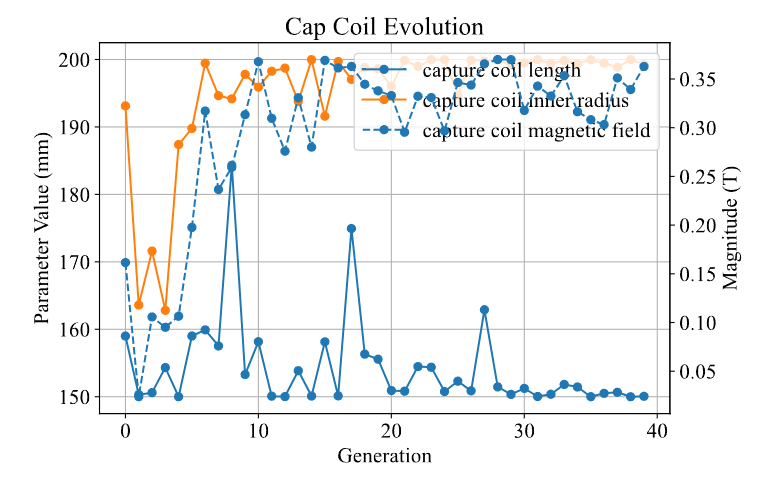 Cap Coil Evolution
200
190
180
170
160
150
Parameter Value (mm)
capture coil length
capture coil inner radius
capture coil magnetic field
0.35
0.30
0.25
0.20
0.15
0.10
0.05
Magnitude (T)
0 10 20 30 40
Generation